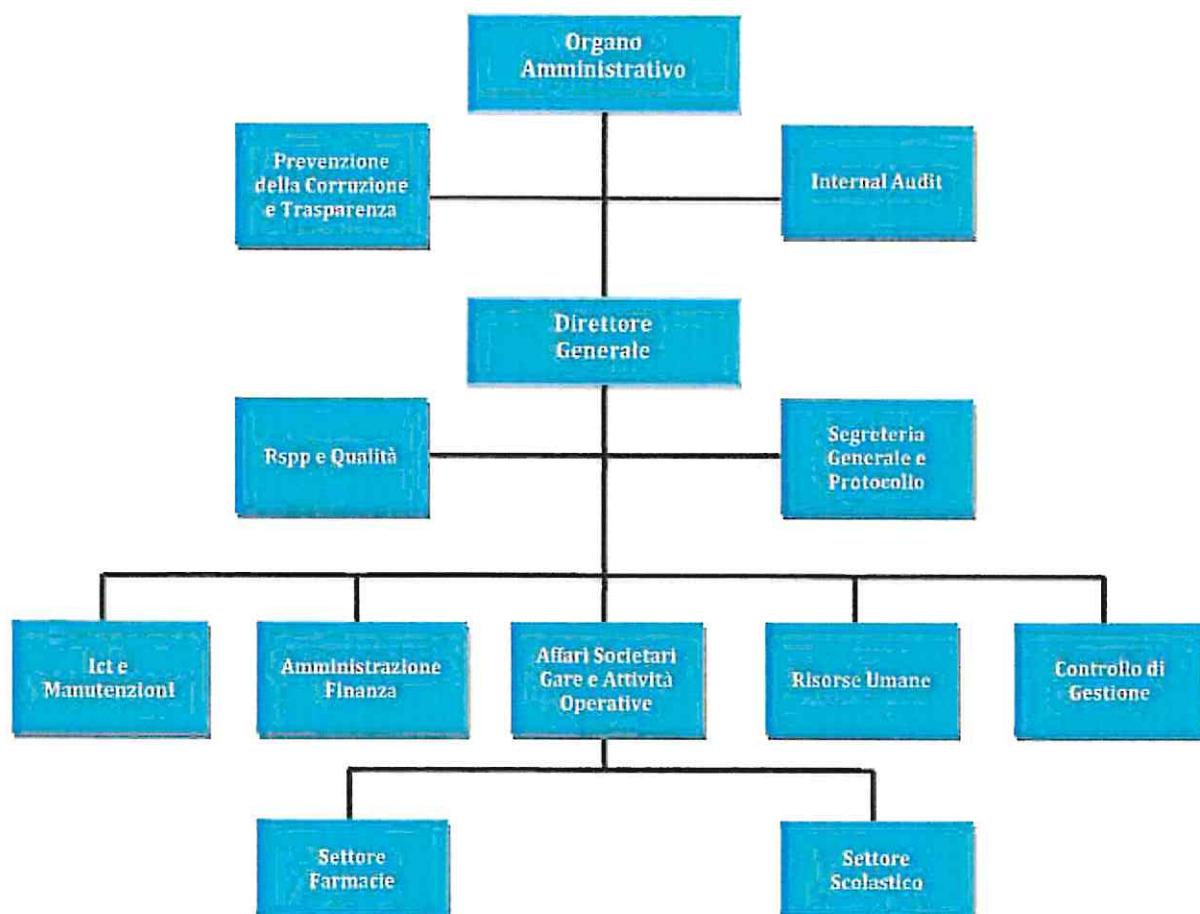 Organo
Amministrativo
Prevenzione
della Corruzione
e Trasparenza
Internal Audit
Direttore
Generale
Rspp e Qualità
Segreteria
Generale e
Protocollo
Ict e
Manutenzioni
Amministrazione
Finanza
Affari Societari
Gare e Attività
Operative
Risorse Umane
Controllo di
Gestione
Settore
Farmacie
Settore
Scolastico